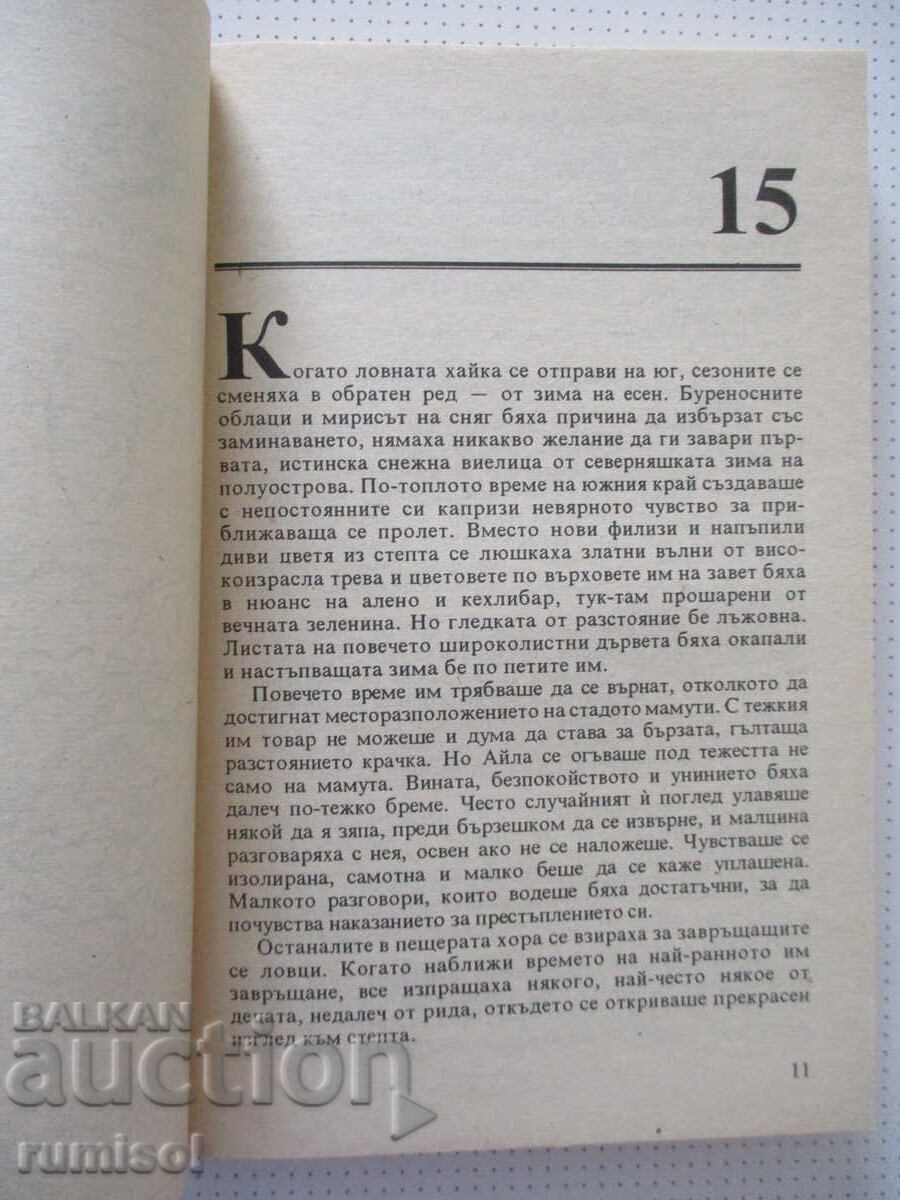 15
Когато ловната хайка се отправи на юг, сезоните се
сменяха в обратен ред — от зима на есен. Буреносните
облаци и мирисът на сняг бяха причина да избързат със
заминаването, нямаха никакво желание да ги завари пър-
вата, истинска снежна виелица от северняшката зима на
полуострова. По-топлото време на южния край създаваше
с непостоянните си капризи невярното чувство за при-
ближаваща се пролет. Вместо нови филизи и напъпили
диви цветя из степта се люшкаха златни вълни от висо-
коизрасла трева и цветовете по върховете им на завет бяха
в нюанс на алено и кехлибар, тук-там прошарени от
вечната зеленина. Но гледката от разстояние бе лъжовна.
Листата на повечето широколистни дървета бяха окапали
и настъпващата зима бе по петите им.
Повечето време им трябваше да се върнат, отколкото да
достигнат месторазположението на стадото мамути. С тежкия
им товар не можеше и дума да става за бързата, гълтаща
разстоянието крачка. Но Айла се огъваше под тежестта не
само на мамута. Вината, безпокойството и унинието бяха
далеч по-тежко бреме. Често случайният ѝ поглед улавяше
някой да я зяпа, преди бързешком да се извърне, и малцина
разговаряха с нея, освен ако не се наложеше. Чувстваше се
изолирана, самотна и малко беше да се каже уплашена.
Малкото разговори, които водеше бяха достатъчни, за да
почувства наказанието за престъплението си.
Останалите в пещерата хора се взираха за завръщащите
се ловци. Когато наближи времето на най-ранното им
завръщане, все изпращаха някого, най-често някое от
децата, недалеч от рида, откъдето се откриваше прекрасен
изглед към степта.
11
BALKAN
auction
rumisol